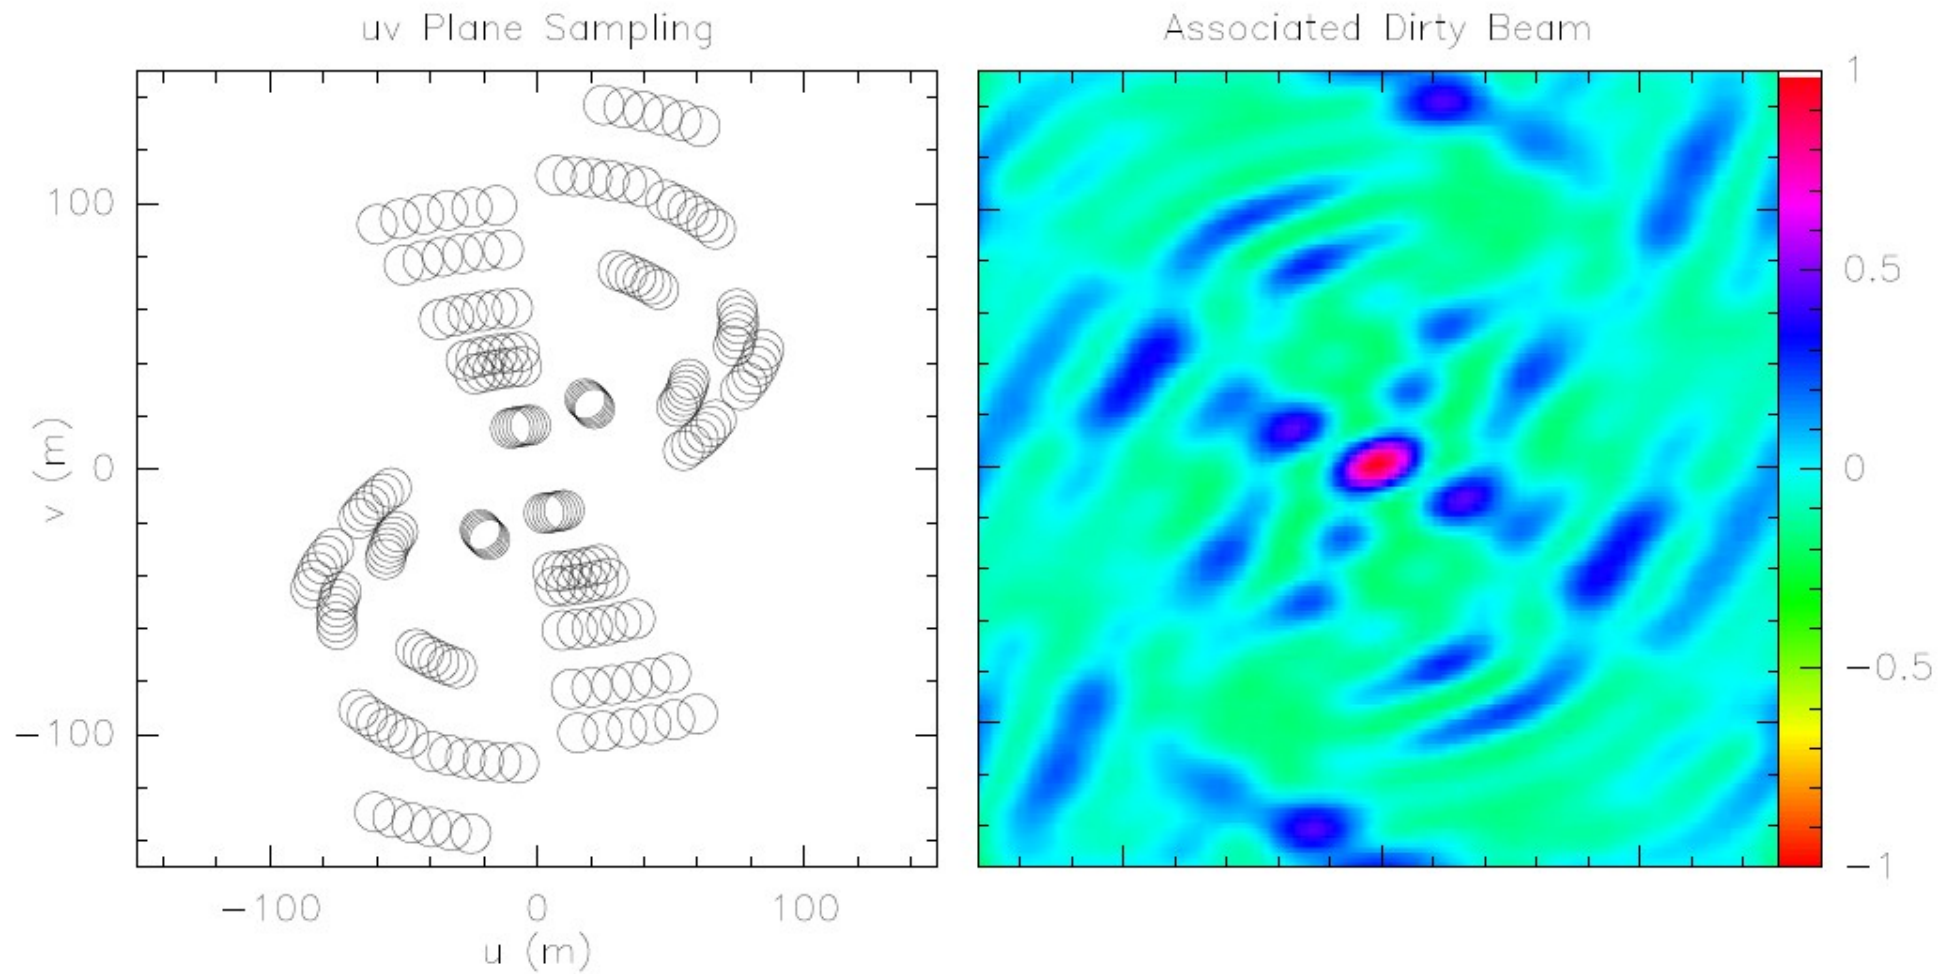 uv Plane Sampling
Associated Dirty Beam
v (m)
100
0
−100
−100
0
100
u (m)
1
0.5
0
−0.5
−1